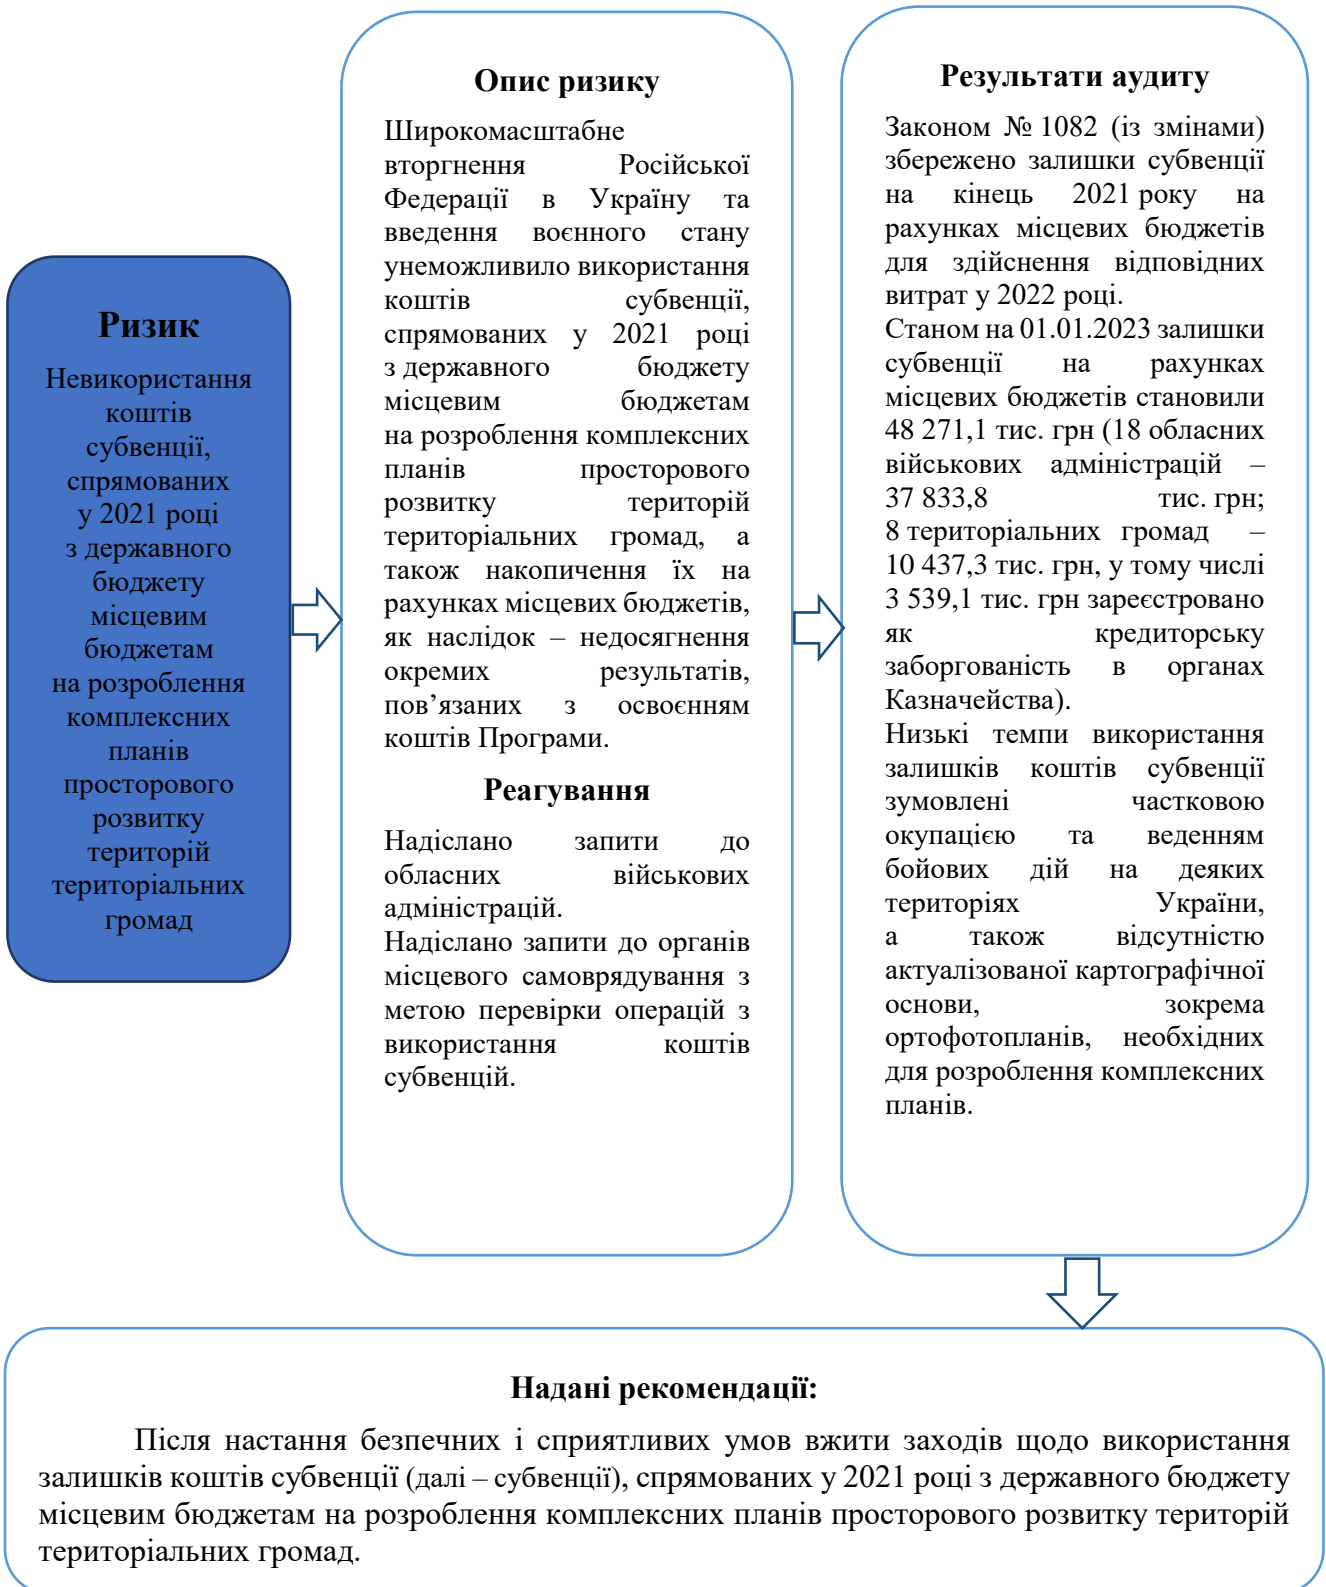 Ризик
Невикористання
коштів
субвенції,
спрямованих
у 2021 році
з державного
бюджету
місцевим
бюджетам
на розроблення
комплексних
планів
просторового
розвитку
територій
територіальних
громад
Опис ризику
Широкомасштабне
вторгнення Російської
Федерації в Україну та
введення воєнного стану
унеможливило використання
коштів субвенції,
спрямованих у 2021 році
з державного бюджету
місцевим бюджетам
на розроблення комплексних
планів просторового
розвитку територій
територіальних громад, а
також накопичення їх на
рахунках місцевих бюджетів,
як наслідок – недосягнення
окремих результатів,
пов’язаних з освоєнням
коштів Програми.
Реагування
Надіслано запити до
обласних військових
адміністрацій.
Надіслано запити до органів
місцевого самоврядування з
метою перевірки операцій з
використання коштів
субвенцій.
Результати аудиту
Законом № 1082 (із змінами)
збережено залишки субвенції
на кінець 2021 року на
рахунках місцевих бюджетів
для здійснення відповідних
витрат у 2022 році.
Станом на 01.01.2023 залишки
субвенції на рахунках
місцевих бюджетів становили
48 271,1 тис. грн (18 обласних
військових адміністрацій –
37 833,8 тис. грн;
8 територіальних громад –
10 437,3 тис. грн, у тому числі
3 539,1 тис. грн зареєстровано
як кредиторську
заборгованість в органах
Казначейства).
Низькі темпи використання
залишків коштів субвенції
зумовлені частковою
окупацією та веденням
бойових дій на деяких
територіях України,
а також відсутністю
актуалізованої картографічної
основи, зокрема
ортофотопланів, необхідних
для розроблення комплексних
планів.
Надані рекомендації:
Після настання безпечних і сприятливих умов вжити заходів щодо використання
залишків коштів субвенції (далі – субвенції), спрямованих у 2021 році з державного бюджету
місцевим бюджетам на розроблення комплексних планів просторового розвитку територій
територіальних громад.